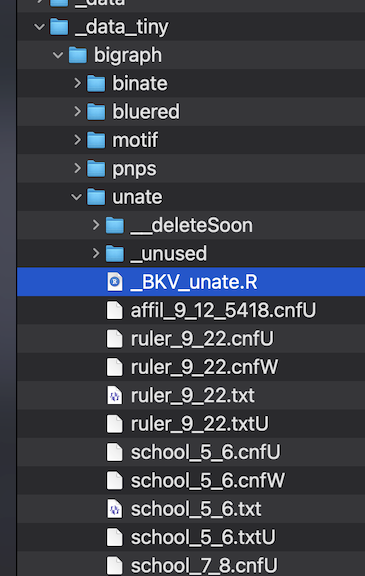 _data
_data_tiny
bigraph
binate
bluered
motif
pnps
unate
__deleteSoon
_unused
_BKV_unate.R
affil_9_12_5418.cnfU
ruler_9_22.cnfU
ruler_9_22.cnfW
ruler_9_22.txt
ruler_9_22.txtU
school_5_6.cnfU
school_5_6.cnfW
school_5_6.txt
school_5_6.txtU
school_7_8.cnfU